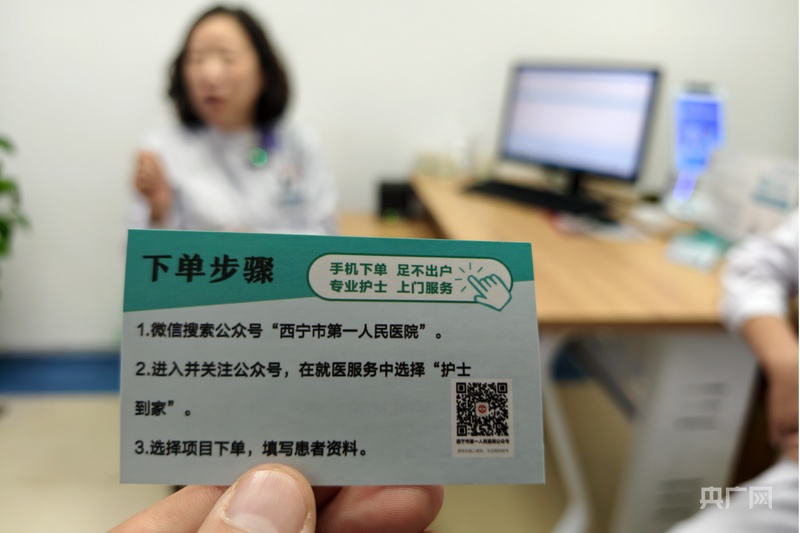 下单步骤
手机下单 足不出户
专业护士 上门服务
1.微信搜索公众号“西宁市第一人民医院”。
2.进入并关注公众号，在就医服务中选择“护士
到家”。
3.选择项目下单，填写患者资料。
西宁市第一人民医院公众号
央广网